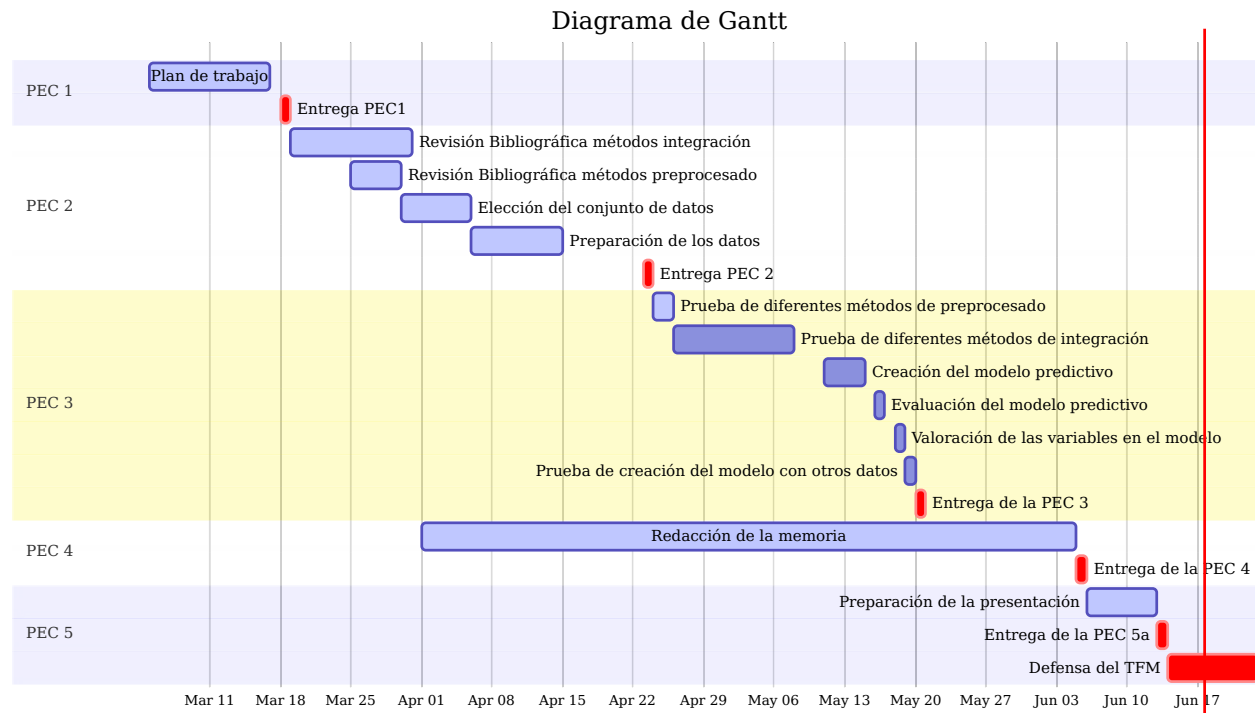 Diagrama de Gantt
PEC 1
Plan de trabajo
Entrega PEC1
PEC 2
Revisión Bibliográfica métodos integración
Revisión Bibliográfica métodos preprocesado
Elección del conjunto de datos
Preparación de los datos
Entrega PEC 2
PEC 3
Prueba de diferentes métodos de preprocesado
Prueba de diferentes métodos de integración
Creación del modelo predictivo
Evaluación del modelo predictivo
Valoración de las variables en el modelo
Prueba de creación del modelo con otros datos
Entrega de la PEC 3
PEC 4
Redacción de la memoria
Entrega de la PEC 4
PEC 5
Preparación de la presentación
Entrega de la PEC 5a
Defensa del TFM
Mar 11 Mar 18 Mar 25 Apr 01 Apr 08 Apr 15 Apr 22 Apr 29 May 06 May 13 May 20 May 27 Jun 03 Jun 10 Jun 17